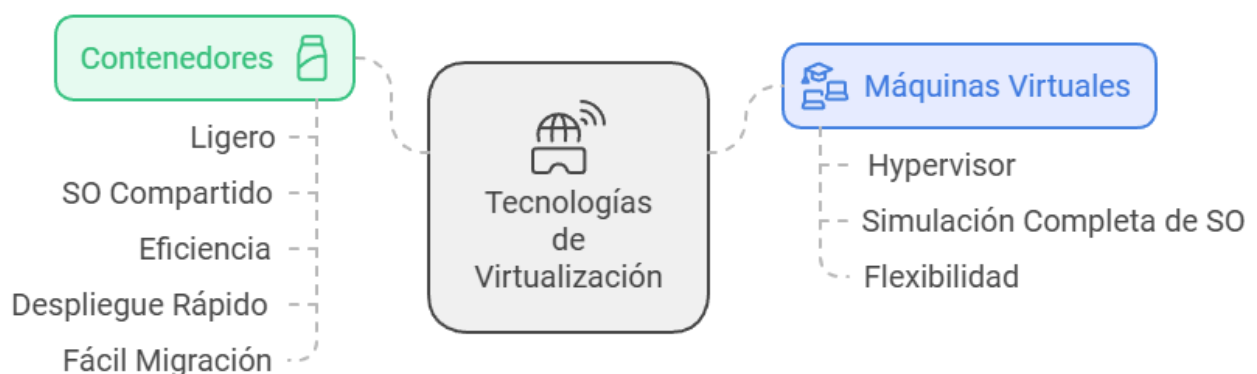 Contenedores
Ligero
SO Compartido
Eficiencia
Despliegue Rápido
Fácil Migración
Tecnologías
de
Virtualización
Máquinas Virtuales
Hypervisor
Simulación Completa de SO
Flexibilidad